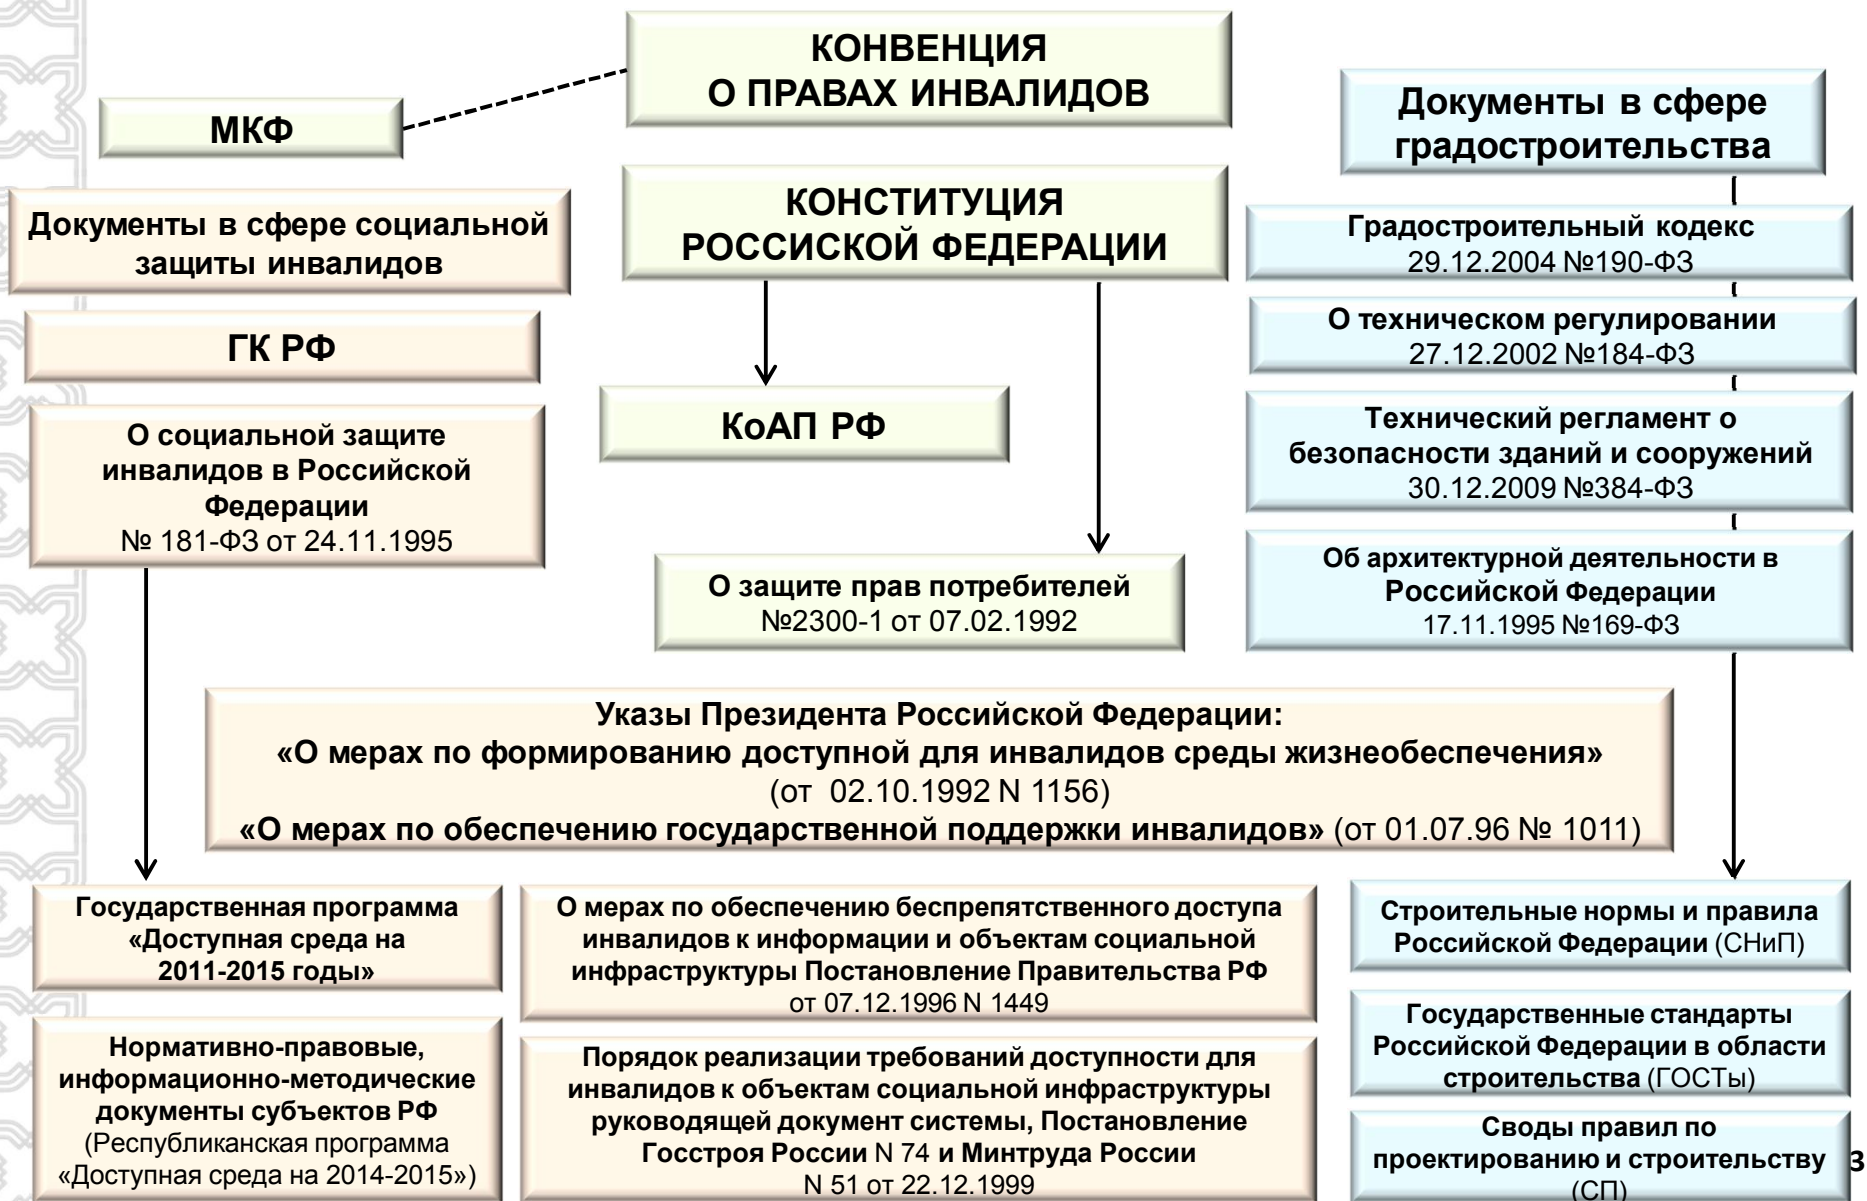 КОНВЕНЦИЯ
О ПРАВАХ ИНВАЛИДОВ
МКФ
КОНСТИТУЦИЯ
РОССИСКОЙ ФЕДЕРАЦИИ
КоАП РФ
О защите прав потребителей
№2300-1 от 07.02.1992
Документы в сфере социальной
защиты инвалидов
ГК РФ
О социальной защите
инвалидов в Российской
Федерации
№ 181-ФЗ от 24.11.1995
Документы в сфере
градостроительства
Градостроительный кодекс
29.12.2004 №190-ФЗ
О техническом регулировании
27.12.2002 №184-ФЗ
Технический регламент о
безопасности зданий и сооружений
30.12.2009 №384-ФЗ
Об архитектурной деятельности в
Российской Федерации
17.11.1995 №169-ФЗ
Указы Президента Российской Федерации:
«О мерах по формированию доступной для инвалидов среды жизнеобеспечения»
(от 02.10.1992 N 1156)
«О мерах по обеспечению государственной поддержки инвалидов» (от 01.07.96 № 1011)
Государственная программа
«Доступная среда на
2011-2015 годы»
Нормативно-правовые,
информационно-методические
документы субъектов РФ
(Республиканская программа
«Доступная среда на 2014-2015»)
О мерах по обеспечению беспрепятственного доступа
инвалидов к информации и объектам социальной
инфраструктуры Постановление Правительства РФ
от 07.12.1996 N 1449
Порядок реализации требований доступности для
инвалидов к объектам социальной инфраструктуры
руководящей документ системы, Постановление
Госстроя России N 74 и Минтруда России
N 51 от 22.12.1999
Строительные нормы и правила
Российской Федерации (СНиП)
Государственные стандарты
Российской Федерации в области
строительства (ГОСТы)
Своды правил по
проектированию и строительству
(СП)
3